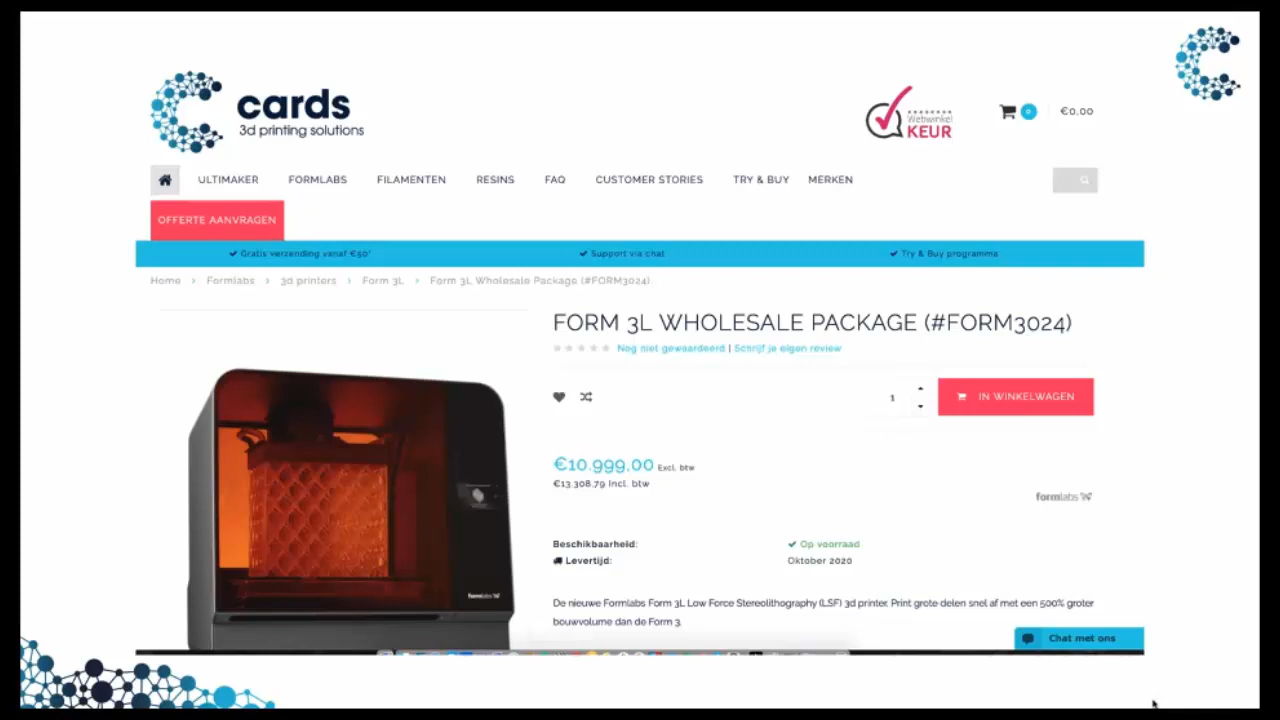 cards
3d printing solutions
Webwinkel
KEUR
0
€0.00
ULTIMAKER
FORMLABS
FILAMENTEN
RESINS
FAQ
CUSTOMER STORIES
TRY & BUY
MERKEN
OFFERTE AANVRAGEN
Gratis verzending vanaf €50*
Support via chat
Try & Buy programma
Home > Formlabs > 3d printers > Form 3L > Form 3L Wholesale Package (#FORM3024)
FORM 3L WHOLESALE PACKAGE (#FORM3024)
Nog niet gewaardeerd | Schrijf je eigen review
1
IN WINKELWAGEN
€10.999,00 Excl. btw
€13.308,79 Incl. btw
formlabs
Beschikbaarheid:
Op voorraad
Levertijd:
Oktober 2020
formlabs
De nieuwe Formlabs Form 3L Low Force Stereolithography (LSF) 3d printer. Print grote delen snel af met een 500% groter
bouwvolume dan de Form 3.
Chat met ons